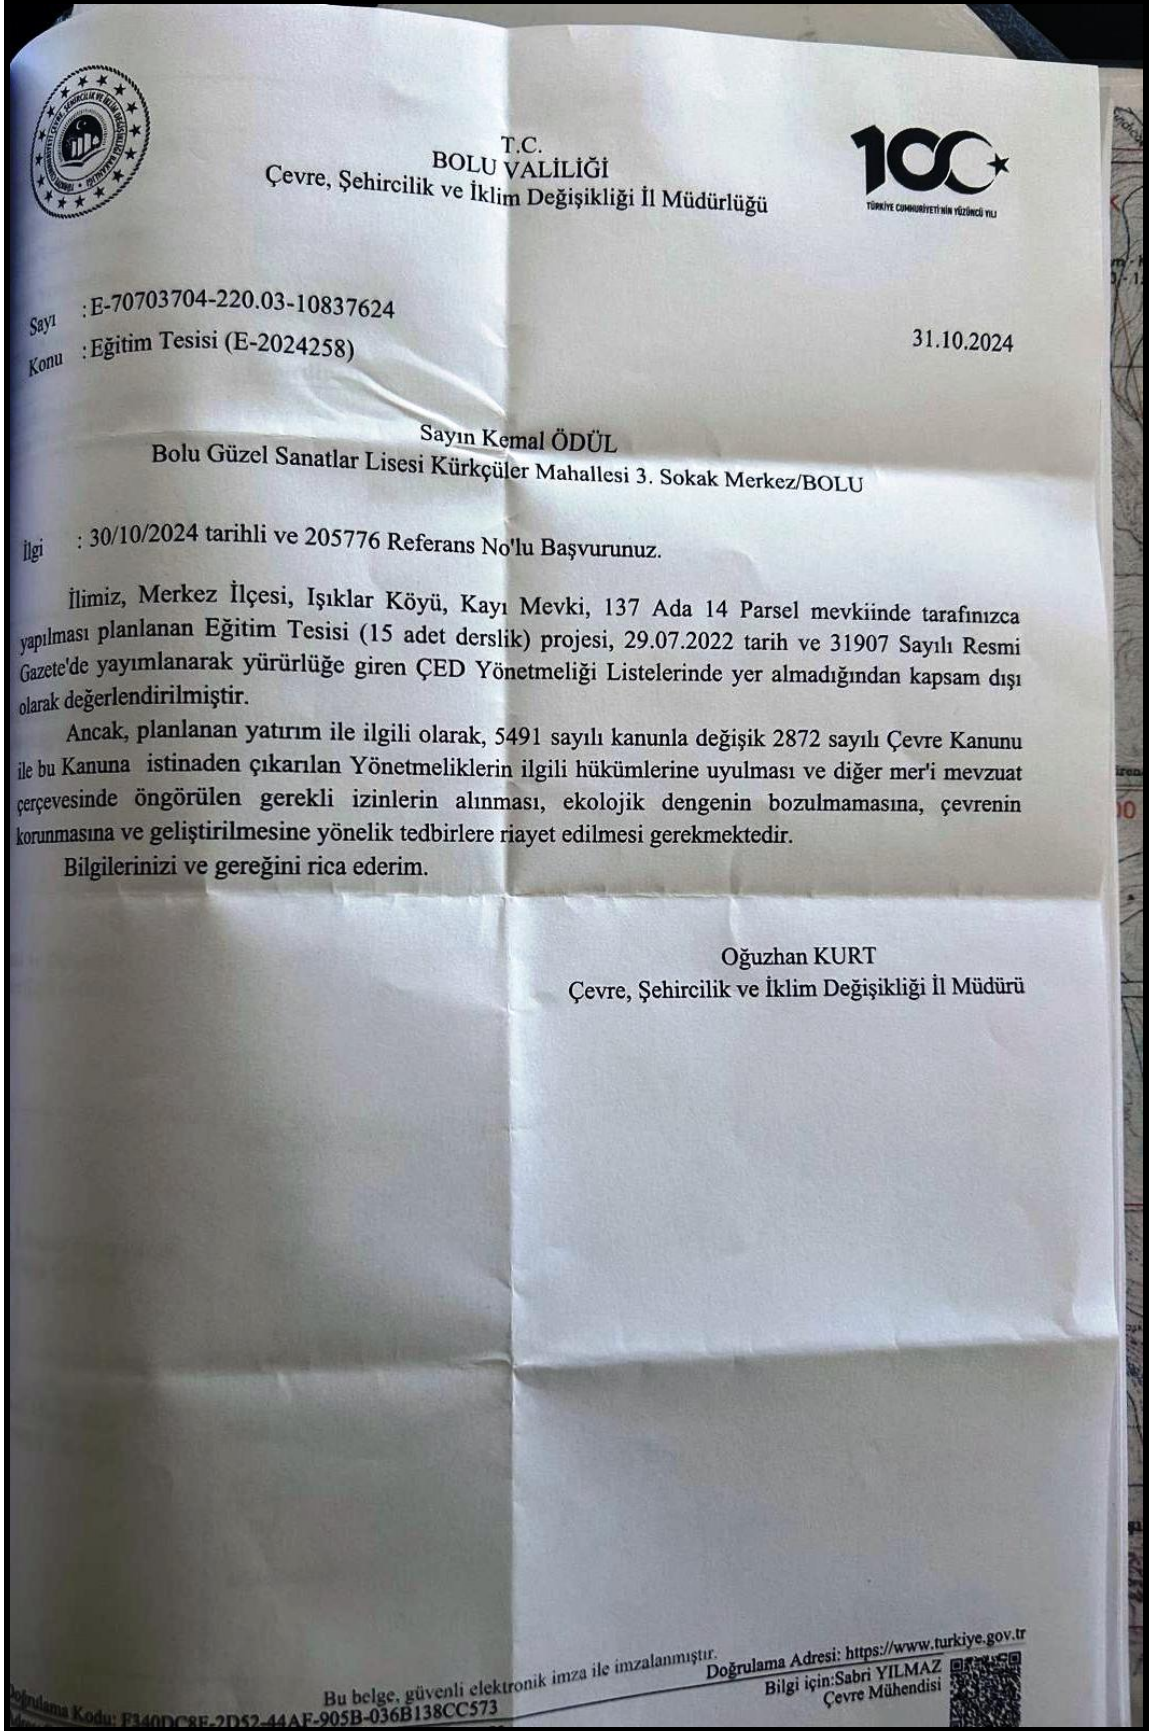 T.C.
BOLU VALİLİĞİ
Çevre, Şehircilik ve İklim Değişikliği İl Müdürlüğü
100
TÜRKİYE CUMHURİYETİ'NİN YÜZÜNCÜ YILI
Sayı : E-70703704-220.03-10837624
Konu : Eğitim Tesisi (E-2024258)
31.10.2024
Sayın Kemal ÖDÜL
Bolu Güzel Sanatlar Lisesi Kürkçüler Mahallesi 3. Sokak Merkez/BOLU
İlgi : 30/10/2024 tarihli ve 205776 Referans No'lu Başvurunuz.
İlimiz, Merkez İlçesi, Işıklar Köyü, Kayı Mevki, 137 Ada 14 Parsel mevkiinde tarafınızca
yapılması planlanan Eğitim Tesisi (15 adet derslik) projesi, 29.07.2022 tarih ve 31907 Sayılı Resmi
Gazete'de yayımlanarak yürürlüğe giren ÇED Yönetmeliği Listelerinde yer almadığından kapsam dışı
olarak değerlendirilmiştir.
Ancak, planlanan yatırım ile ilgili olarak, 5491 sayılı kanunla değişik 2872 sayılı Çevre Kanunu
ile bu Kanuna istinaden çıkarılan Yönetmeliklerin ilgili hükümlerine uyulması ve diğer mer'i mevzuat
çerçevesinde öngörülen gerekli izinlerin alınması, ekolojik dengenin bozulmamasına, çevrenin
korunmasına ve geliştirilmesine yönelik tedbirlere riayet edilmesi gerekmektedir.
Bilgilerinizi ve gereğini rica ederim.
Oğuzhan KURT
Çevre, Şehircilik ve İklim Değişikliği İl Müdürü
Bu belge, güvenli elektronik imza ile imzalanmıştır.
Doğrulama Kodu: F340DC8F-2D52-44AF-905B-036B138CC573
Doğrulama Adresi: https://www.turkiye.gov.tr
Bilgi için:Sabri YILMAZ
Çevre Mühendisi